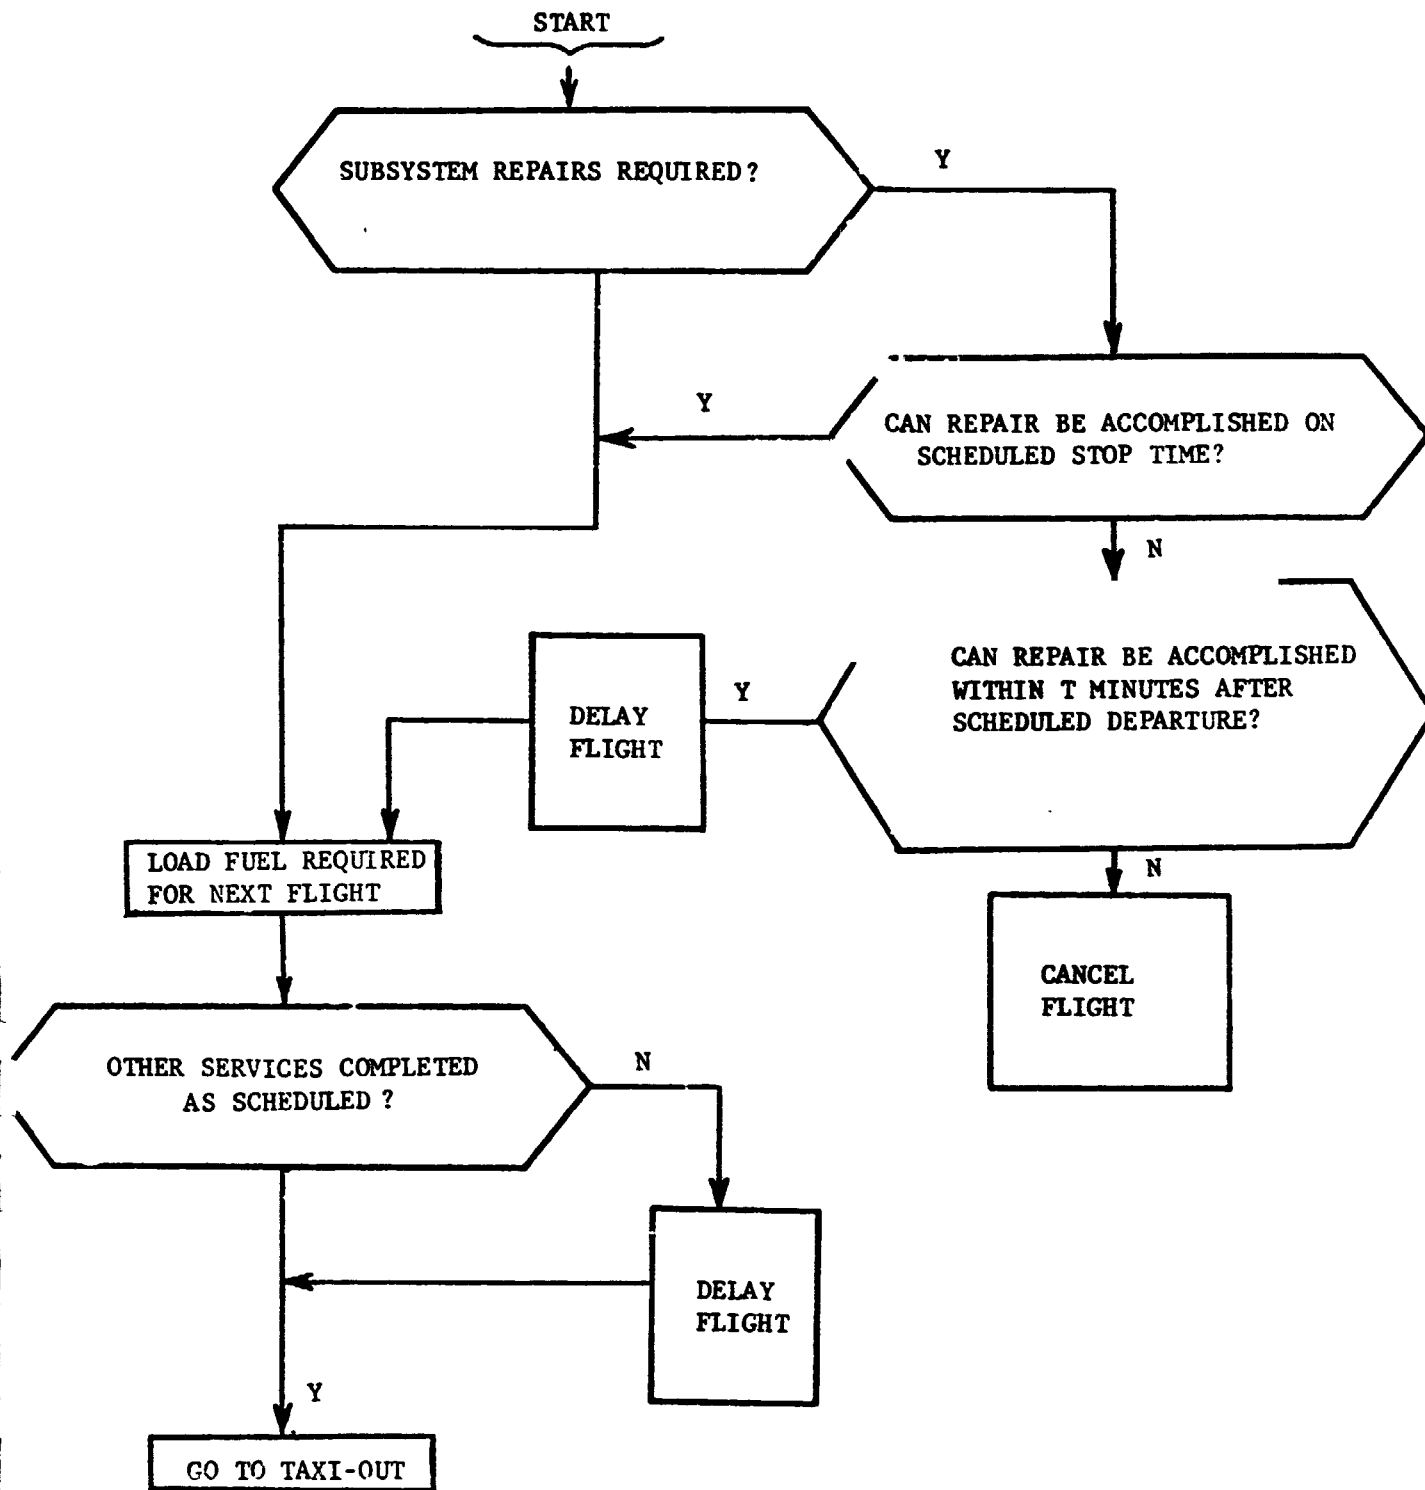 START
SUBSYSTEM REPAIRS REQUIRED?
Y
Y
CAN REPAIR BE ACCOMPLISHED ON
SCHEDULED STOP TIME?
N
CAN REPAIR BE ACCOMPLISHED
WITHIN T MINUTES AFTER
SCHEDULED DEPARTURE?
Y
DELAY
FLIGHT
LOAD FUEL REQUIRED
FOR NEXT FLIGHT
N
CANCEL
FLIGHT
OTHER SERVICES COMPLETED
AS SCHEDULED?
N
DELAY
FLIGHT
Y
GO TO TAXI-OUT